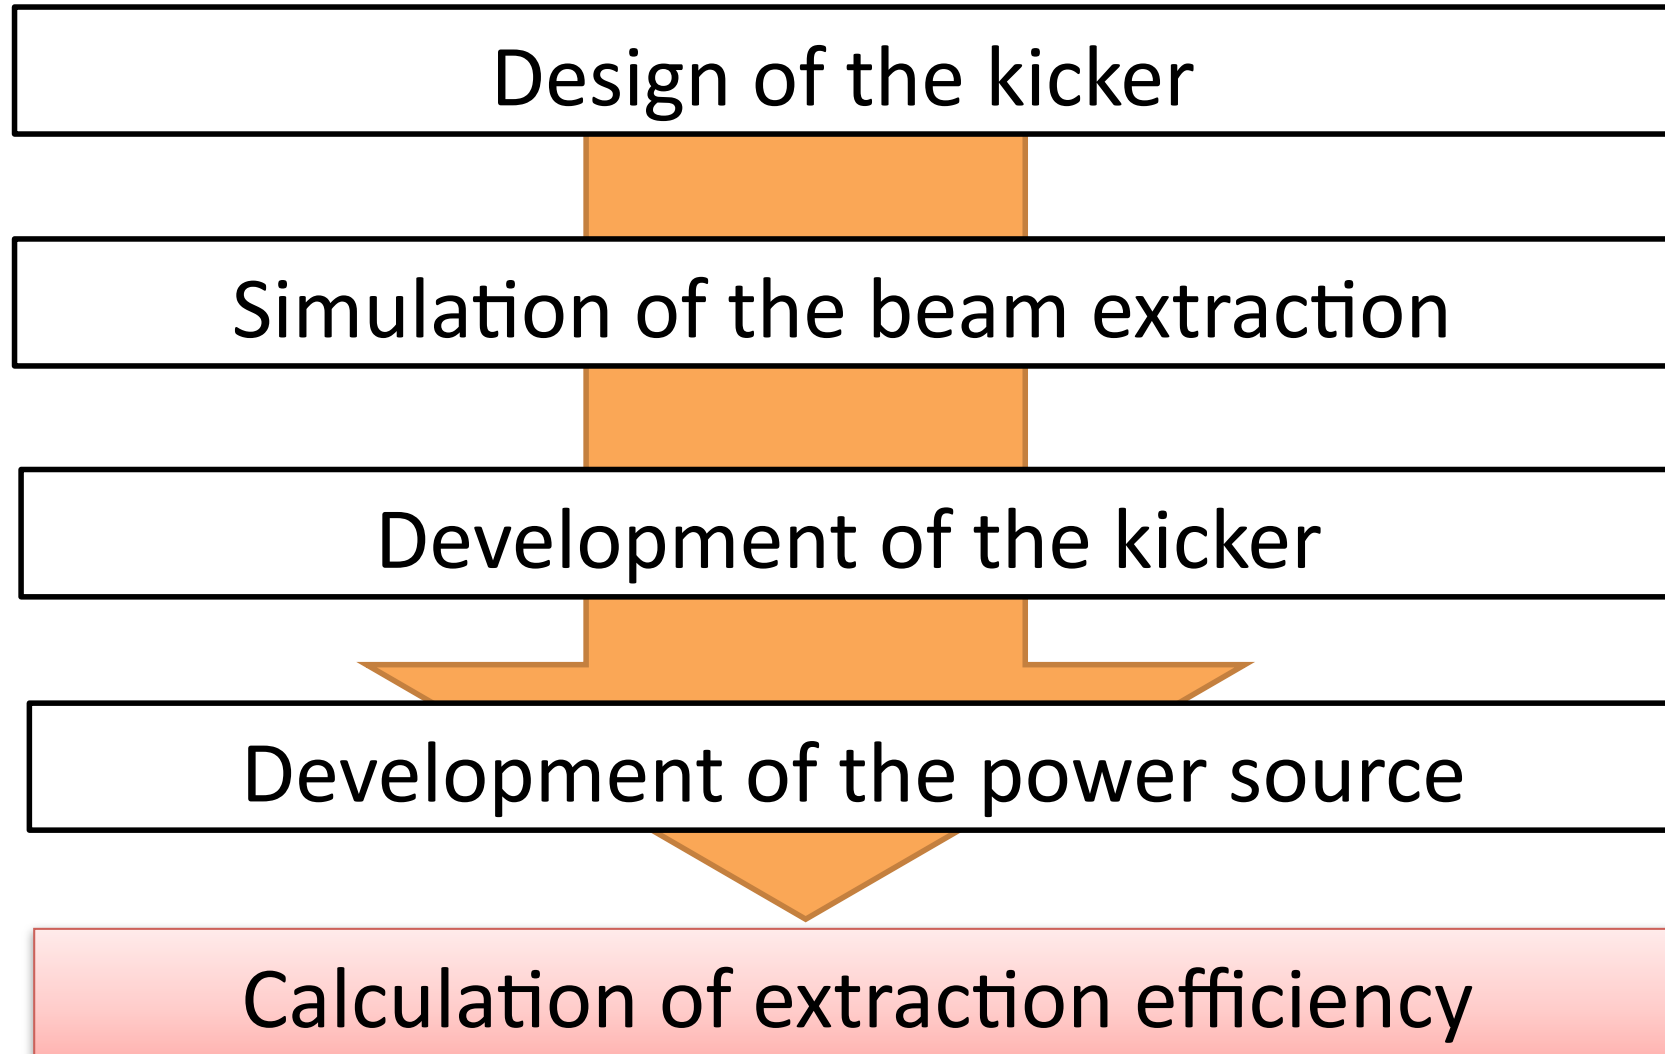 Design of the kicker
Simulation of the beam extraction
Development of the kicker
Development of the power source
Calculation of extraction efficiency